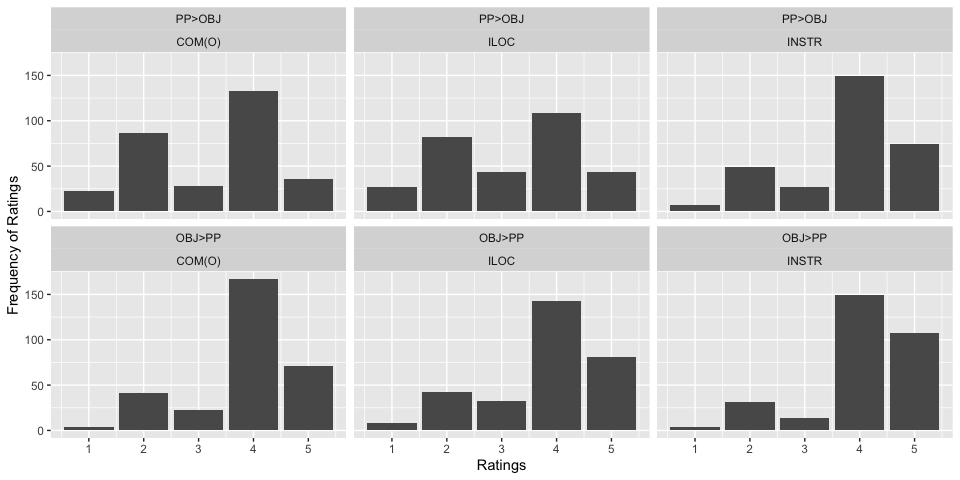 PP>OBJ PP>OBJ PP>OBJ
COM(O) ILOC INSTR
150
100
50
0
OBJ>PP OBJ>PP OBJ>PP
COM(O) ILOC INSTR
150
100
50
0
1 2 3 4 5 1 2 3 4 5 1 2 3 4 5
Ratings
Frequency of Ratings